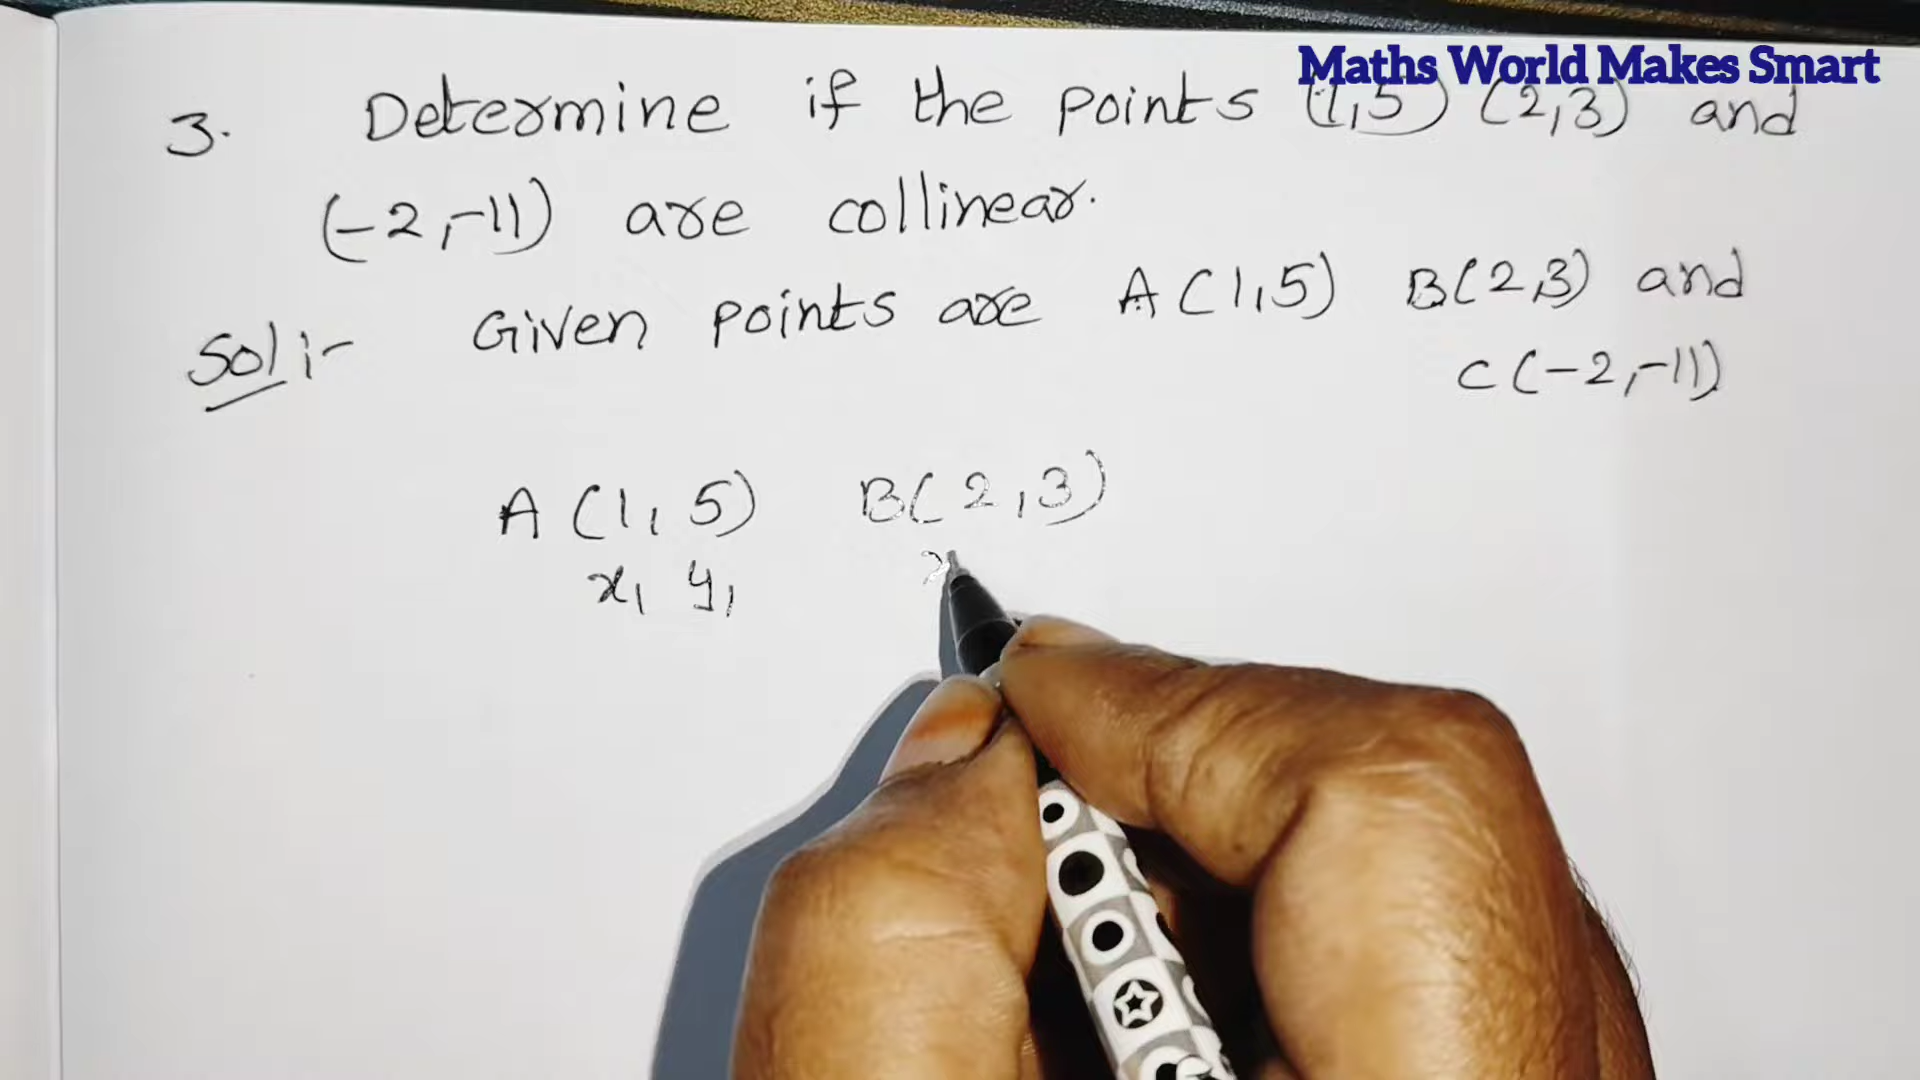 Maths World Makes Smart
3. Determine if the points (1,5) (2,3) and
(-2,-11) are collinear.
Sol:- Given points are A(1,5) B(2,3) and
C(-2,-11)
A(1,5) B(2,3)
x₁ y₁ x